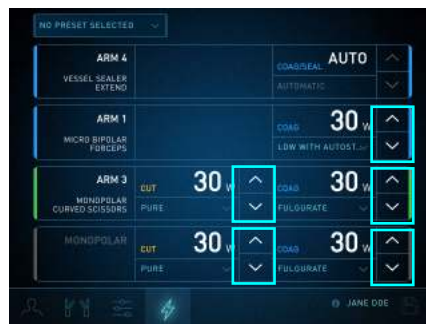 NO PRESET SELECTED
ARM 4
VESSEL SEALER
EXTEND
COAG/SEAL AUTO
AUTOMATIC
ARM 1
MICRO BIPOLAR
FORCEPS
COAG 30 W
LOW WITH AUTOST...
ARM 3
MONOPOLAR
CURVED SCISSORS
CUT 30 W
PURE
COAG 30 W
FULGURATE
MONOPOLAR
CUT 30 W
PURE
COAG 30 W
FULGURATE
JANE DOE